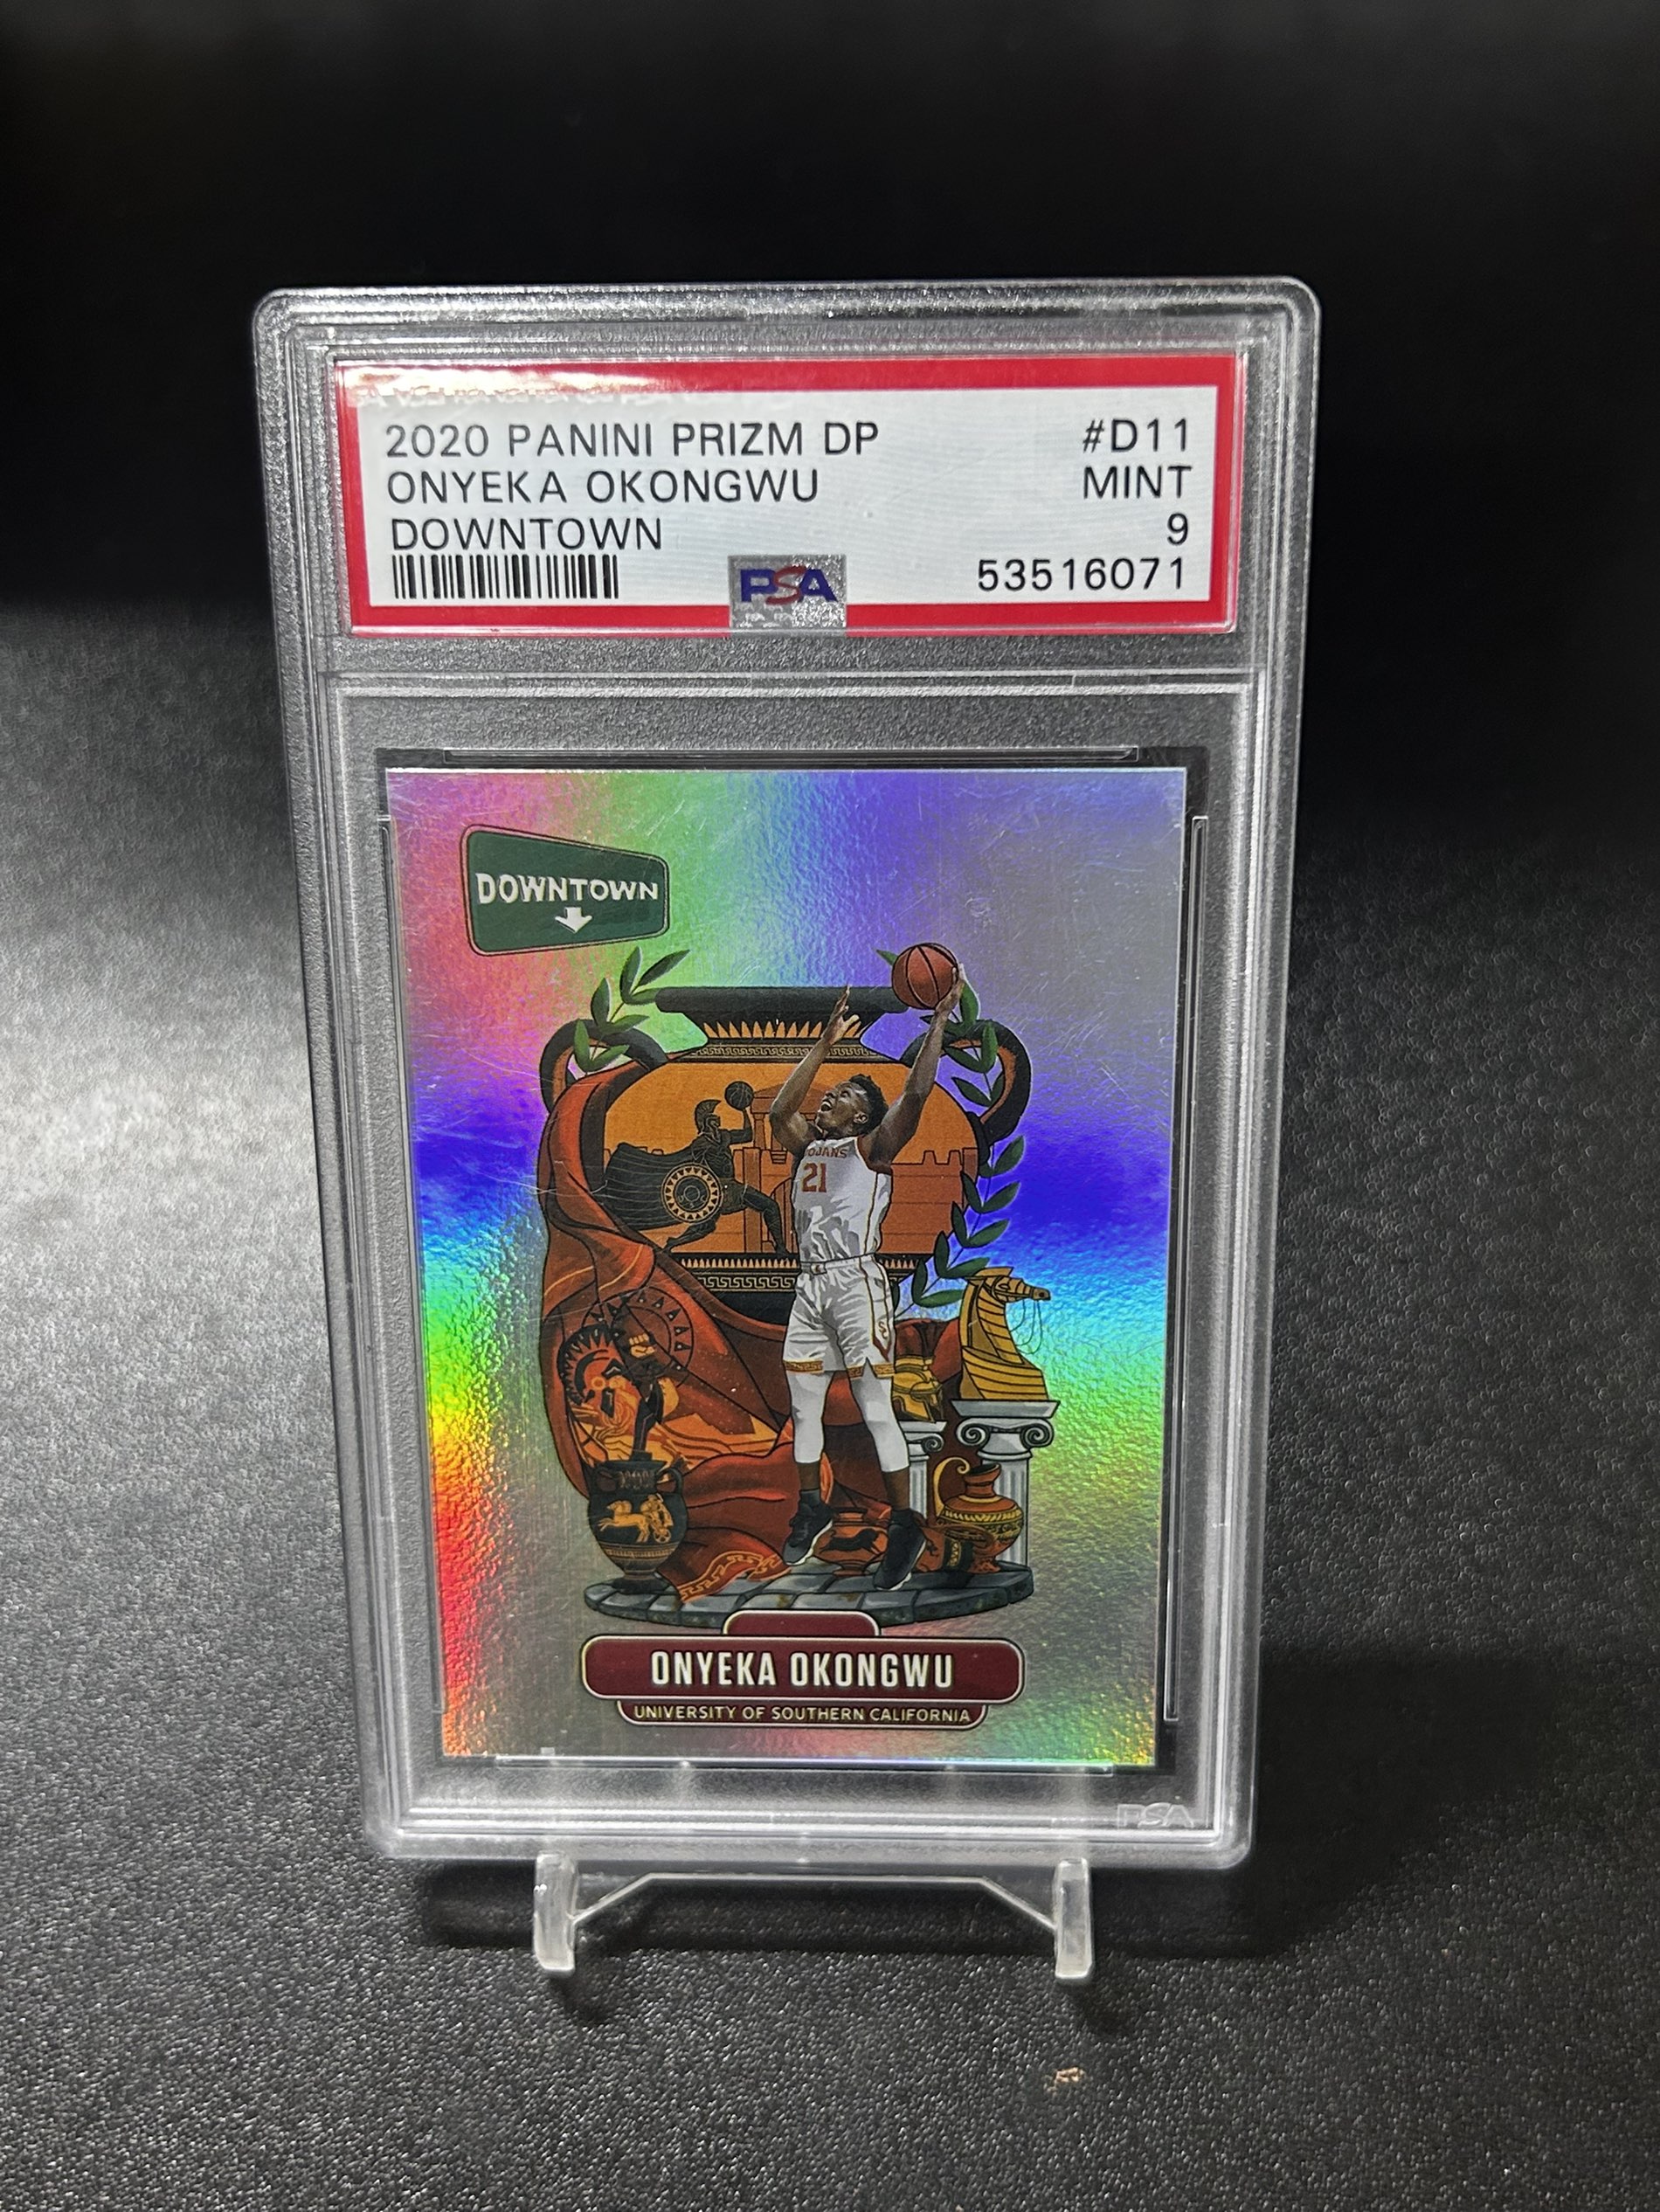 2020 PANINI PRIZM DP #D11
ONYEKA OKONGWU MINT
DOWNTOWN 9
53516071
PSA
DOWNTOWN
TROJANS
21
ONYEKA OKONGWU
UNIVERSITY OF SOUTHERN CALIFORNIA
PSA